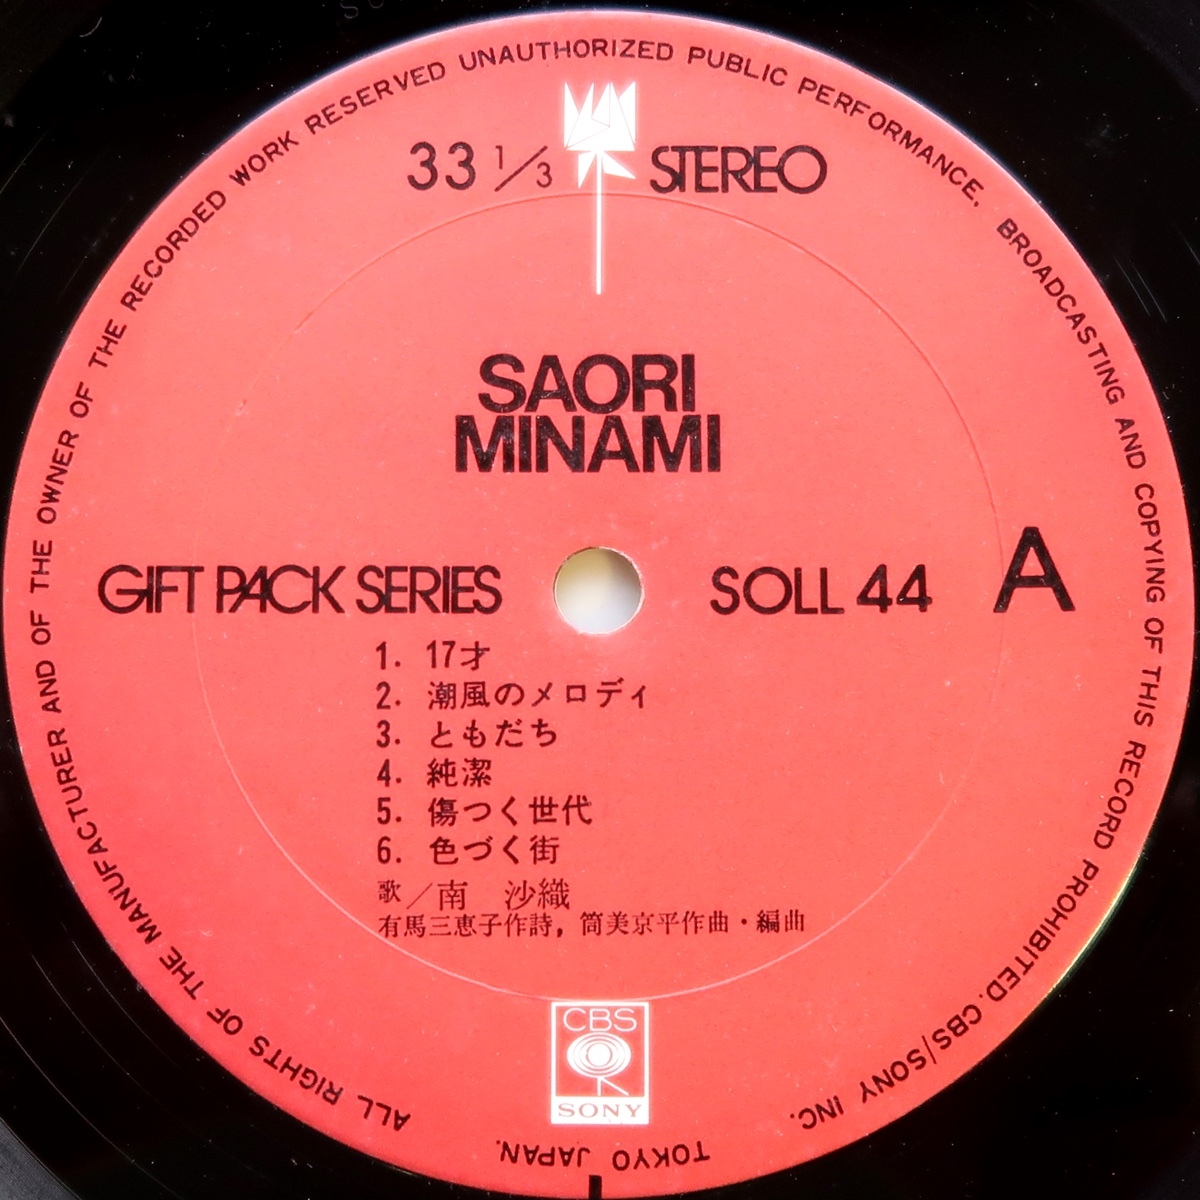 33 1/3 STEREO
SAORI
MINAMI
GIFT PACK SERIES SOLL 44 A
1. 17才
2. 潮風のメロディ
3. ともだち
4. 純潔
5. 傷つく世代
6. 色づく街
歌/南 沙織
有馬三恵子作詩，筒美京平作曲・編曲
CBS
SONY
ALL RIGHTS OF THE MANUFACTURER AND OF THE OWNER OF THE RECORDED WORK RESERVED UNAUTHORIZED PUBLIC PERFORMANCE. BROADCASTING AND COPYING OF THIS RECORD PROHIBITED. CBS/SONY INC.
TOKYO JAPAN.